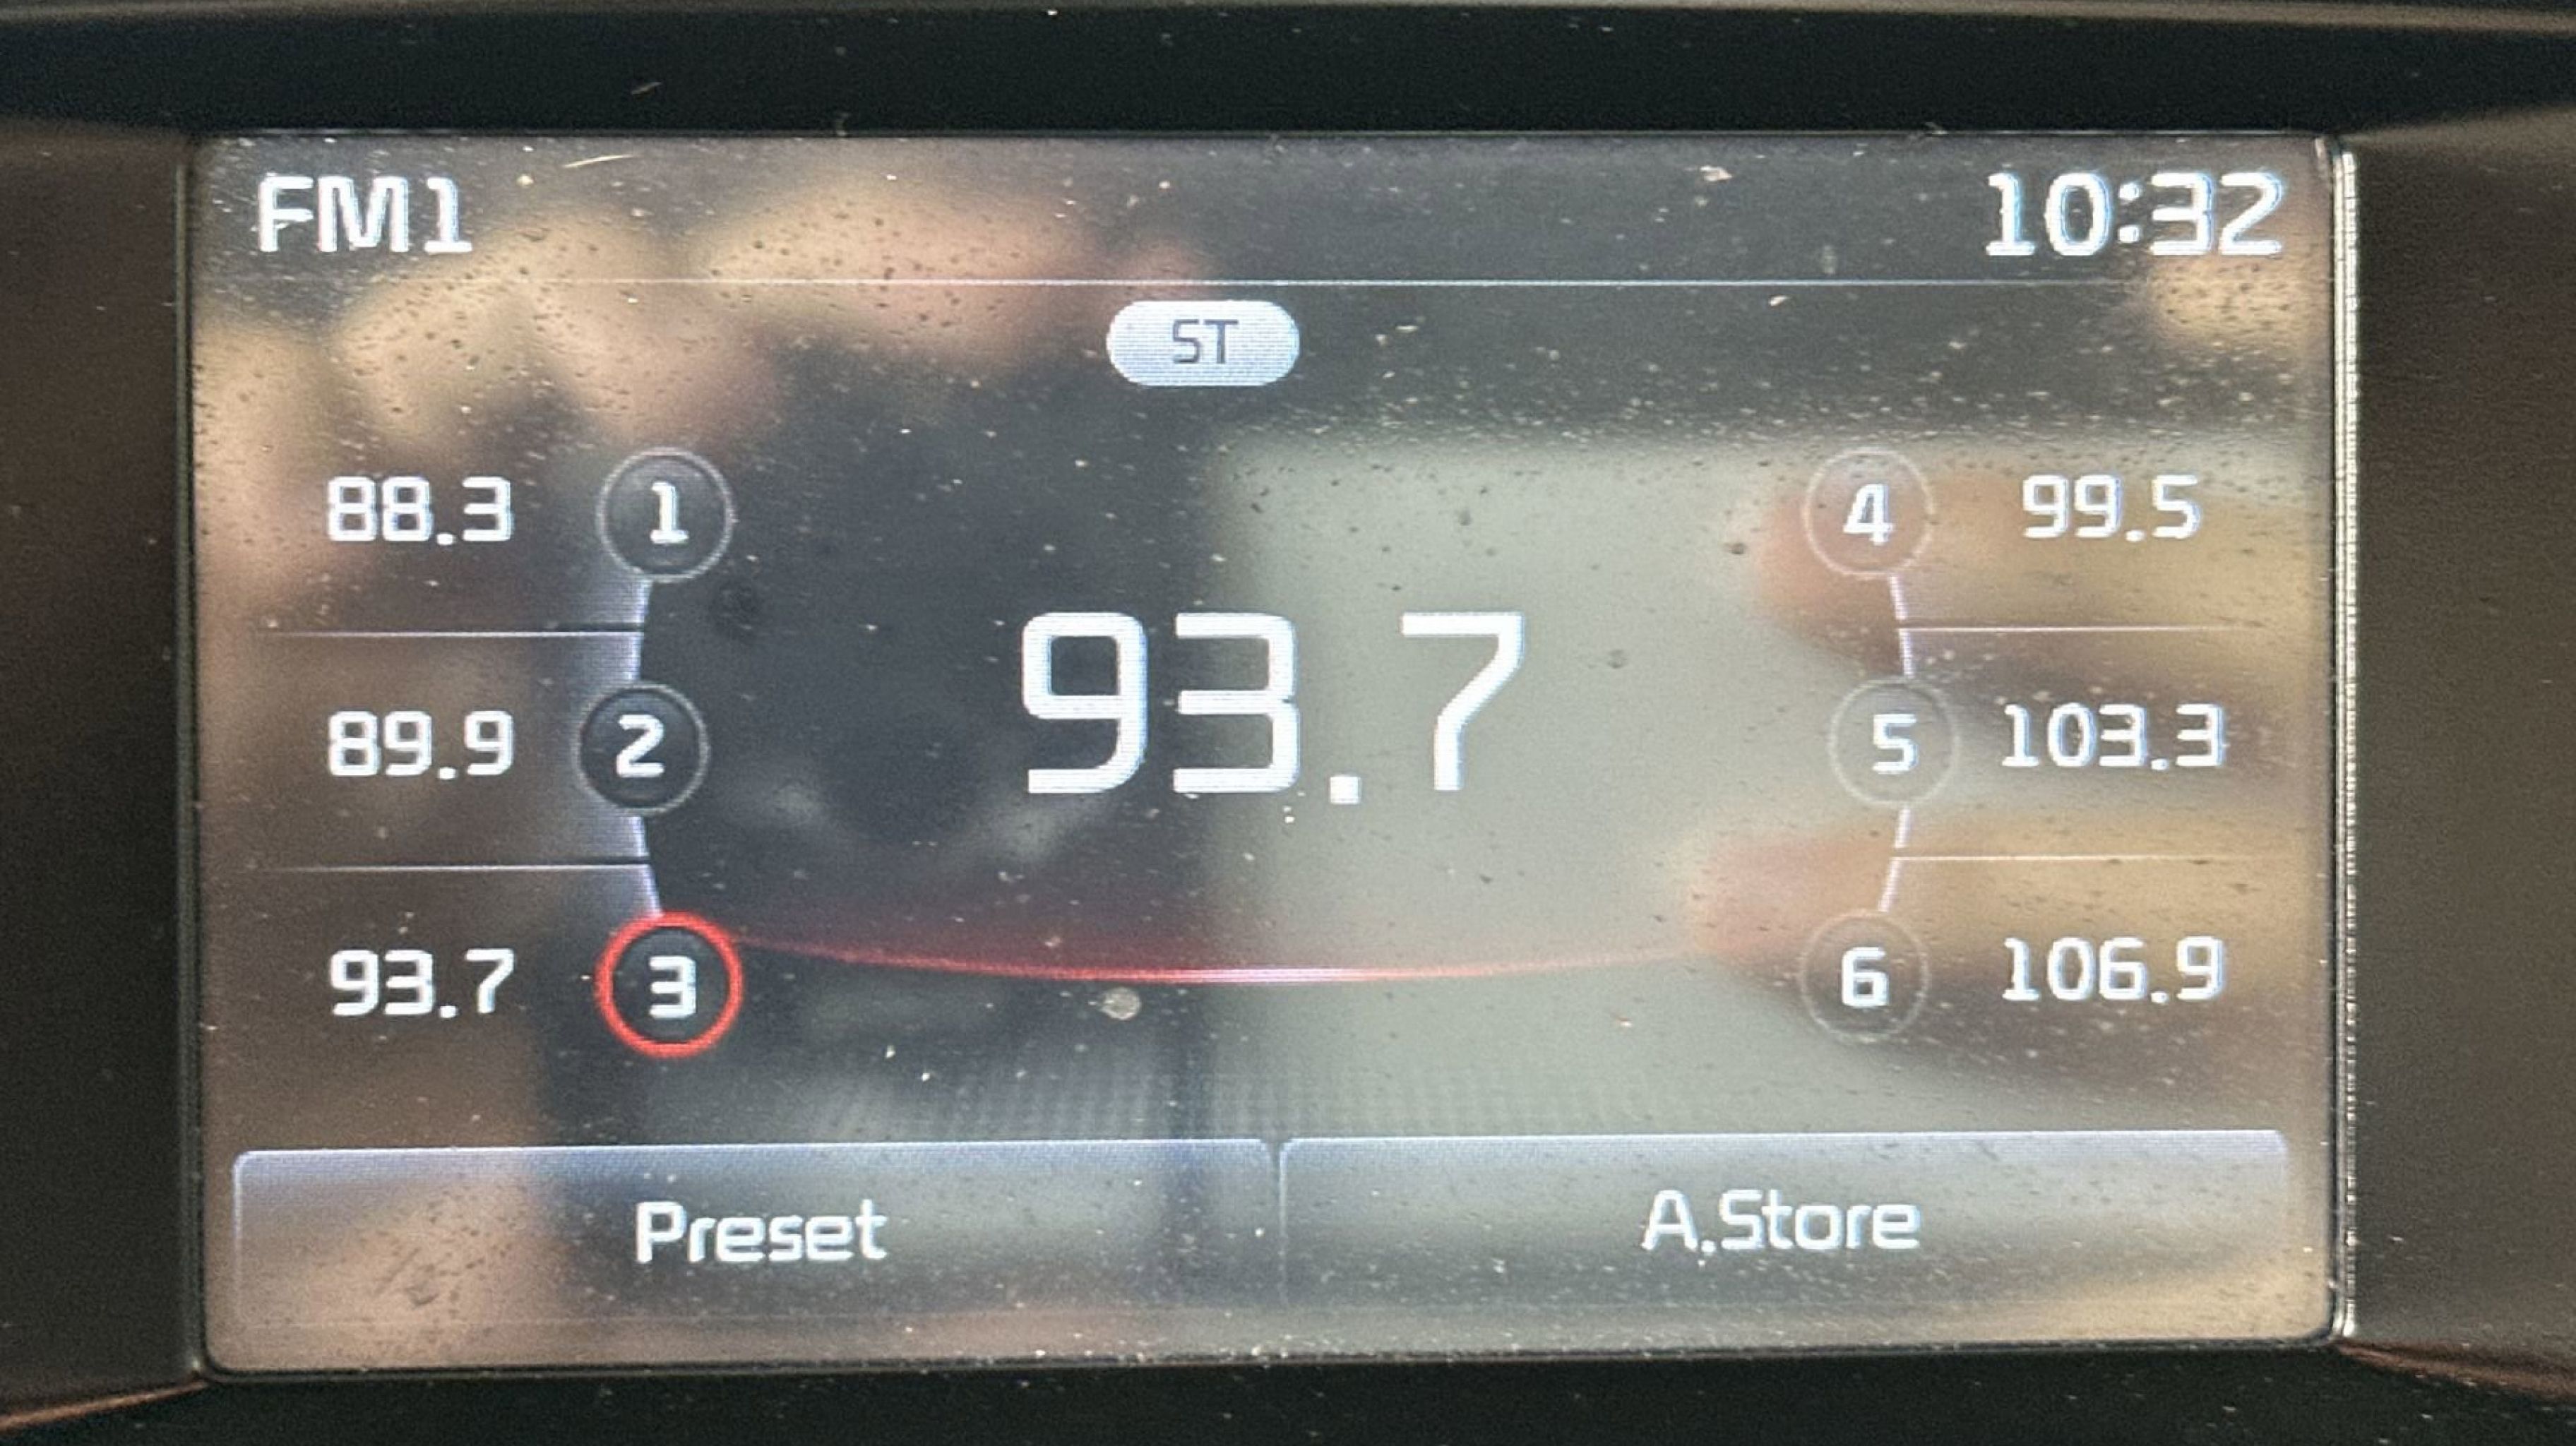 FM1 10:32
ST
88.3 1
89.9 2
93.7 3
93.7
4 99.5
5 103.3
6 106.9
Preset A.Store